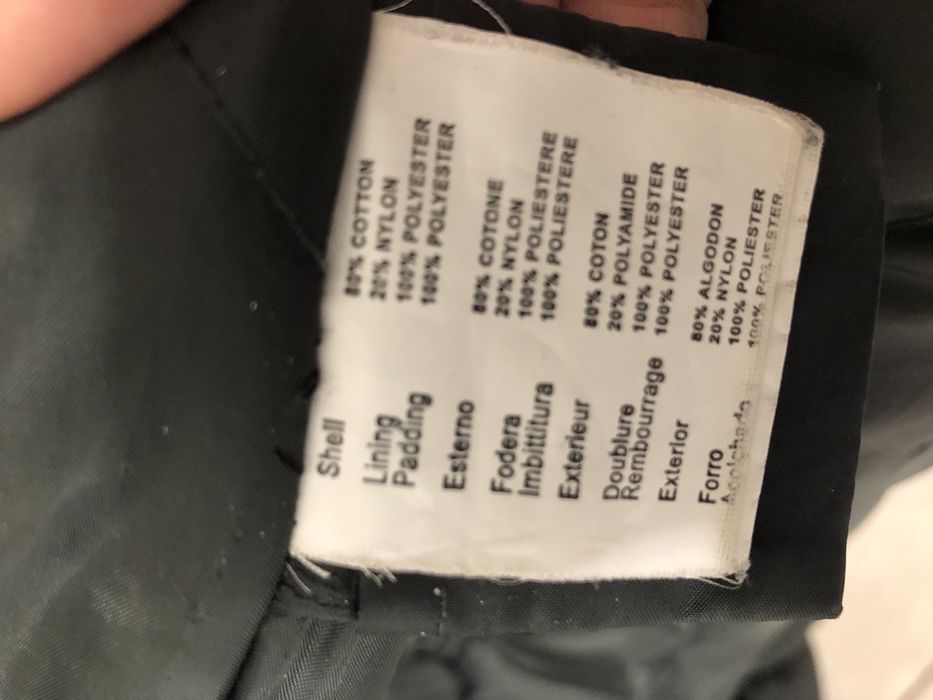 Shell 80% COTTON
20% NYLON
Lining 100% POLYESTER
Padding 100% POLYESTER
Esterno 80% COTONE
20% NYLON
Fodera 100% POLIESTERE
Imbittitura 100% POLIESTERE
Exterieur 80% COTON
20% POLYAMIDE
Doublure 100% POLYESTER
Rembourrage 100% POLYESTER
Exterior 80% ALGODON
20% NYLON
Forro 100% POLIESTER
100% POLIESTER